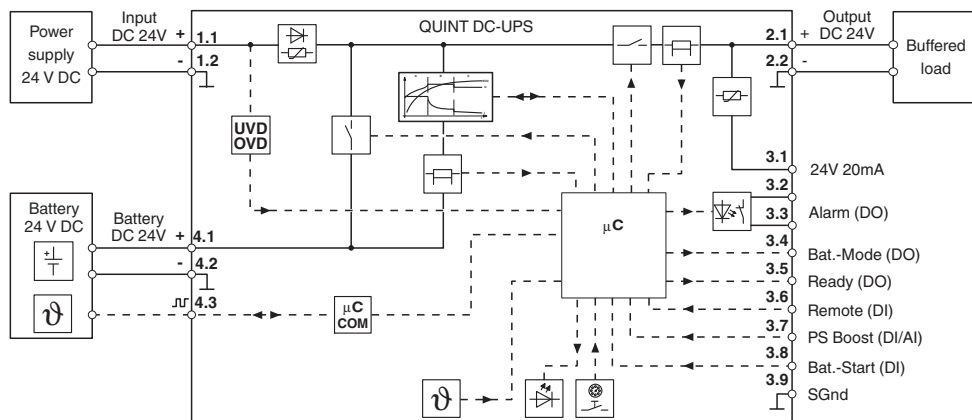 Power
supply
24 V DC
Input
DC 24V
+
1.1
-
1.2
QUINT DC-UPS
2.1
2.2
Output
+ DC 24V
-
Buffered
load
UVD
OVD
3.1
24V 20mA
3.2
3.3
Alarm (DO)
3.4
Bat.-Mode (DO)
3.5
Ready (DO)
3.6
Remote (DI)
3.7
PS Boost (DI/AI)
3.8
Bat.-Start (DI)
3.9
SGnd
µC
Battery
24 V DC
+
ϑ
Battery
DC 24V
+
4.1
-
4.2
4.3
µC
COM
ϑ